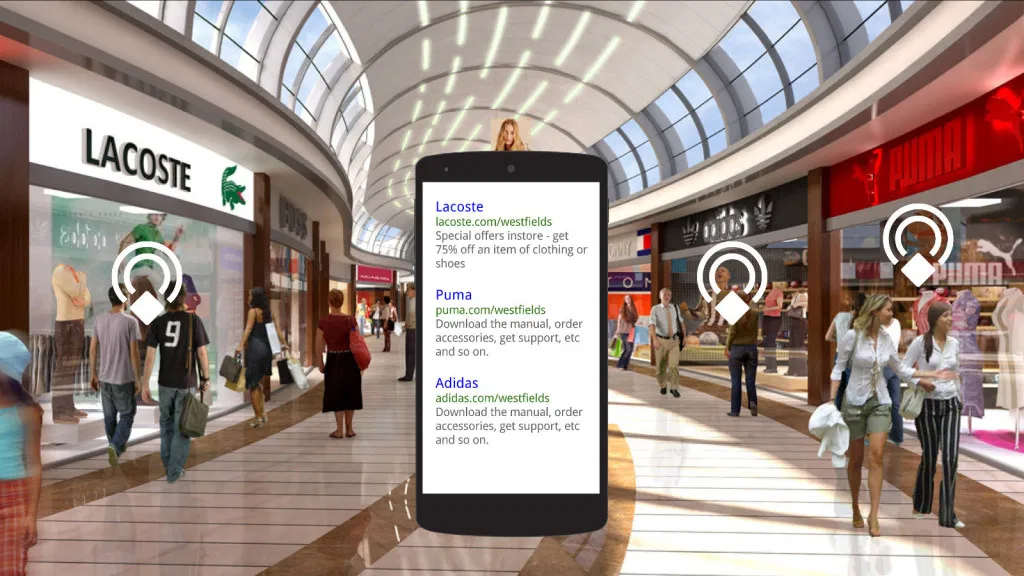 LACOSTE
PUMA
adidas
PUMA
9
Lacoste
lacoste.com/westfields
Special offers instore - get
75% off an item of clothing or
shoes
Puma
puma.com/westfields
Download the manual, order
accessories, get support, etc
and so on.
Adidas
adidas.com/westfields
Download the manual, order
accessories, get support, etc
and so on.